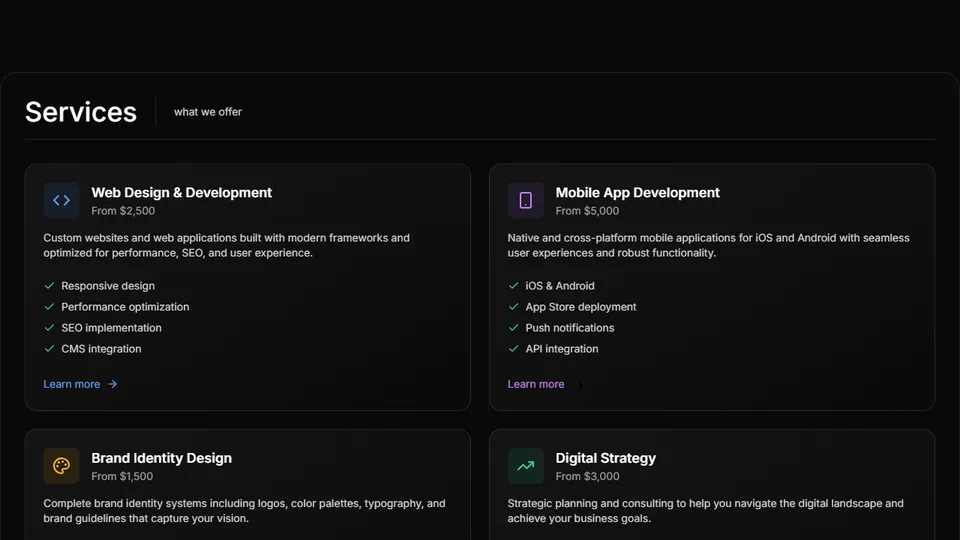 Services
what we offer
Web Design & Development
From $2,500
Custom websites and web applications built with modern frameworks and
optimized for performance, SEO, and user experience.
Responsive design
Performance optimization
SEO implementation
CMS integration
Learn more
Mobile App Development
From $5,000
Native and cross-platform mobile applications for iOS and Android with seamless
user experiences and robust functionality.
iOS & Android
App Store deployment
Push notifications
API integration
Learn more
Brand Identity Design
From $1,500
Complete brand identity systems including logos, color palettes, typography, and
brand guidelines that capture your vision.
Digital Strategy
From $3,000
Strategic planning and consulting to help you navigate the digital landscape and
achieve your business goals.